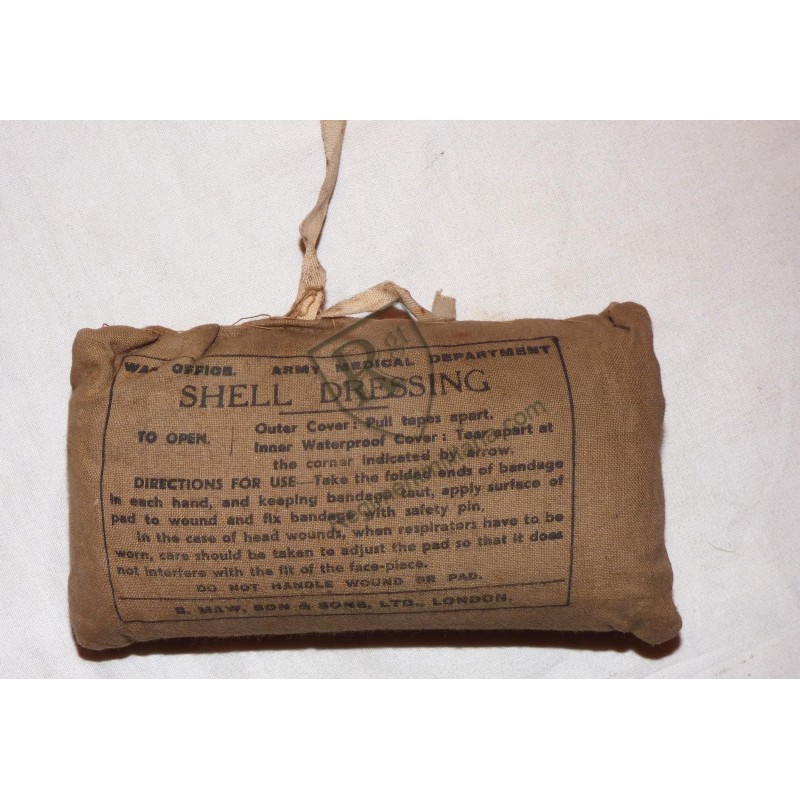 WAR OFFICE. ARMY MEDICAL DEPARTMENT
SHELL DRESSING
TO OPEN. Outer Cover: Pull tapes apart.
Inner Waterproof Cover: Tear apart at
the corner indicated by arrow.
DIRECTIONS FOR USE—Take the folded ends of bandage
in each hand, and keeping bandage taut, apply surface of
pad to wound and fix bandage with safety pin.
In the case of head wounds, when respirators have to be
worn, care should be taken to adjust the pad so that it does
not interfere with the fit of the face-piece.
DO NOT HANDLE WOUND OR PAD.
S. MAW, SON & SONS, LTD., LONDON.